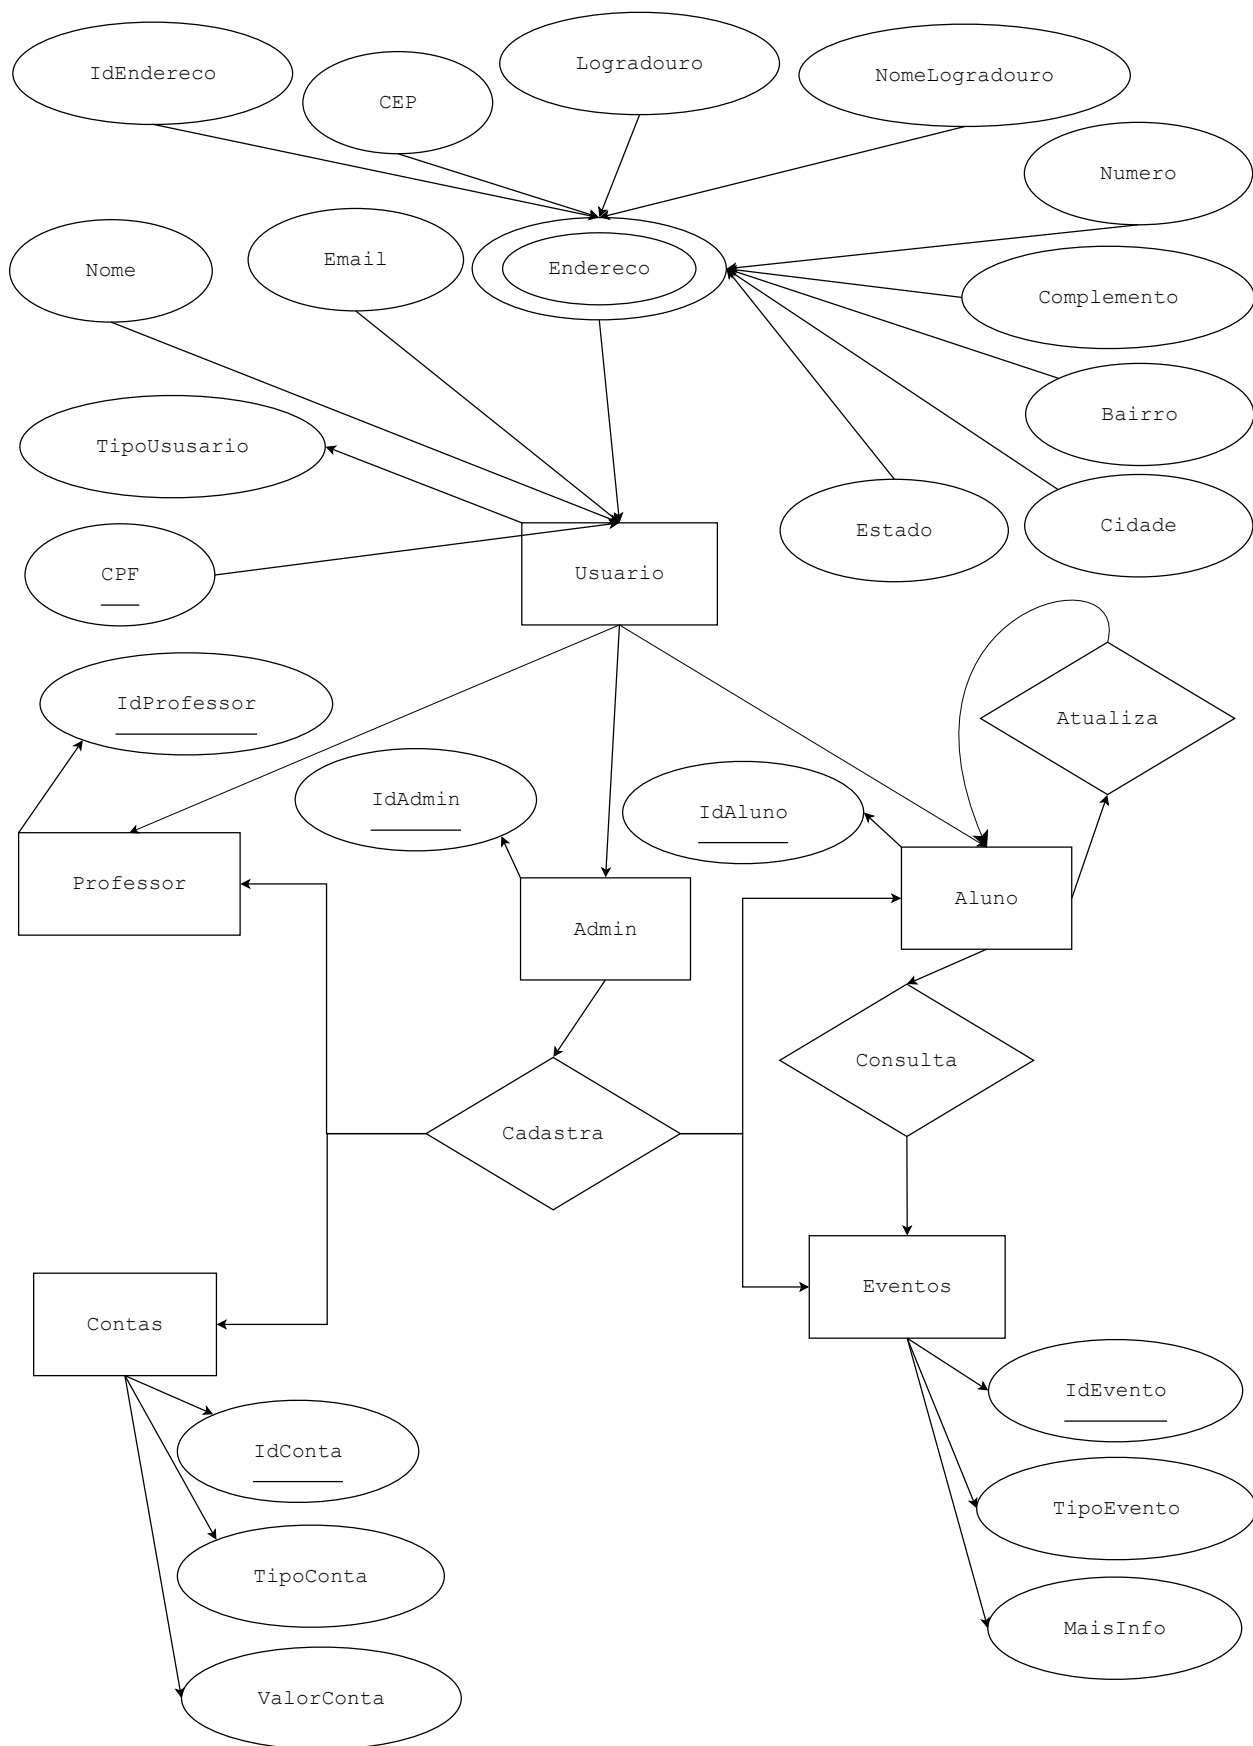 IdEndereco
CEP
Logradouro
NomeLogradouro
Numero
Nome
Email
Endereco
Complemento
Bairro
TipoUsusario
Estado
Cidade
CPF
Usuario
IdProfessor
Atualiza
IdAdmin
IdAluno
Professor
Admin
Aluno
Consulta
Cadastra
Eventos
Contas
IdEvento
IdConta
TipoEvento
TipoConta
MaisInfo
ValorConta